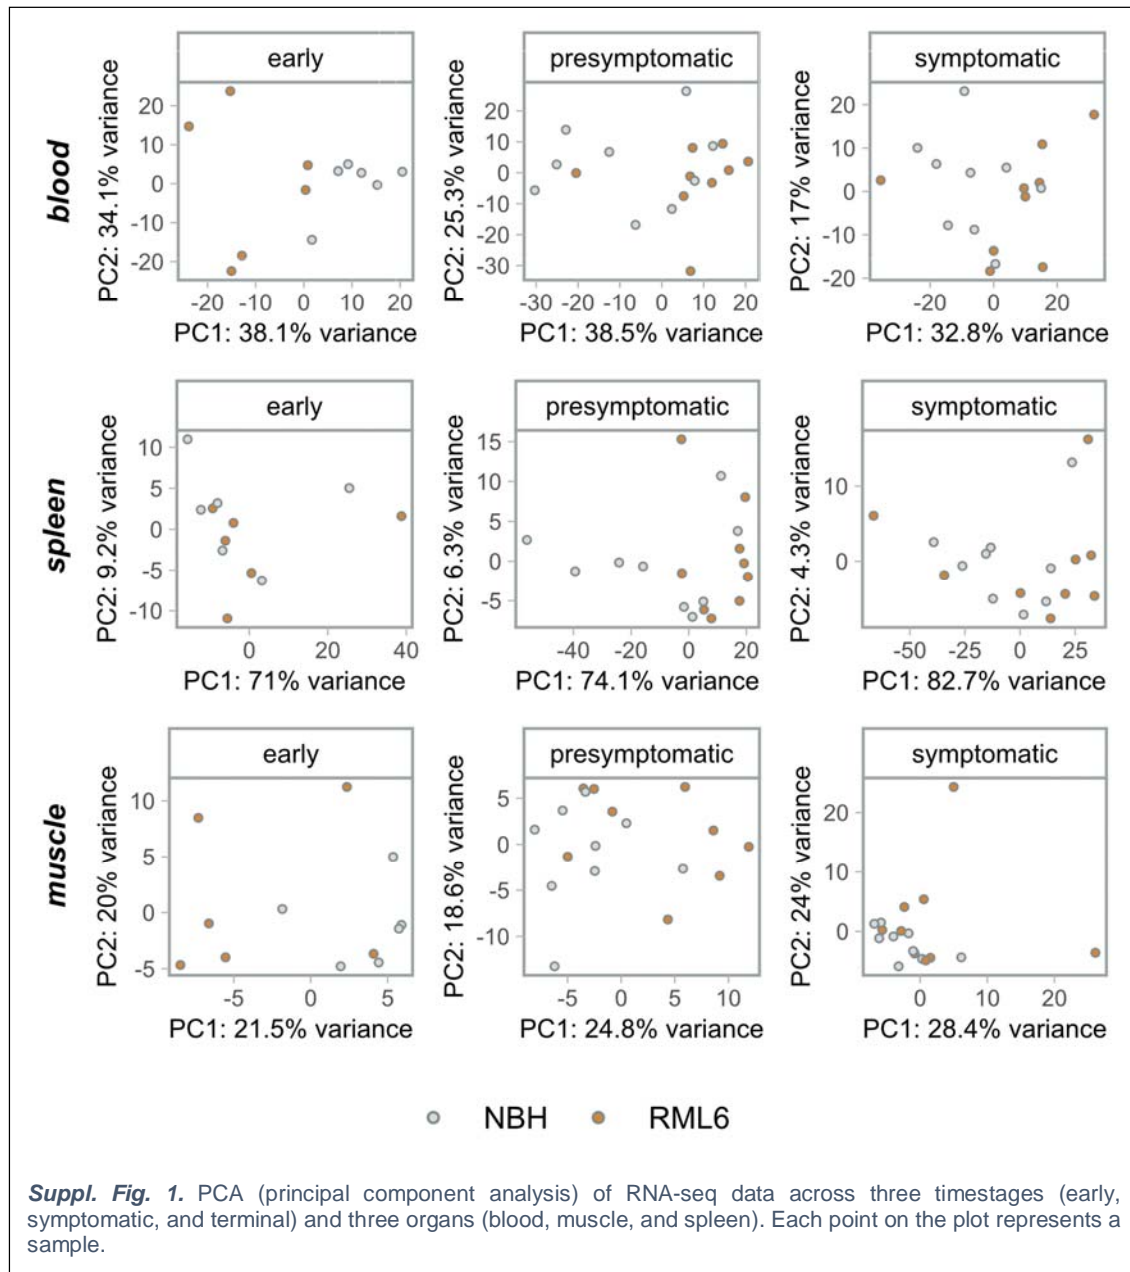 early presymptomatic symptomatic
blood
PC2: 34.1% variance
20
10
0
-10
-20
-20 -10 0 10 20
PC1: 38.1% variance
PC2: 25.3% variance
20
10
0
-10
-20
-30
-30 -20 -10 0 10 20
PC1: 38.5% variance
PC2: 17% variance
20
10
0
-10
-20
-20 0 20
PC1: 32.8% variance
early presymptomatic symptomatic
spleen
PC2: 9.2% variance
10
5
0
-5
-10
0 20 40
PC1: 71% variance
PC2: 6.3% variance
15
10
5
0
-5
-40 -20 0 20
PC1: 74.1% variance
PC2: 4.3% variance
10
0
-50 -25 0 25
PC1: 82.7% variance
early presymptomatic symptomatic
muscle
PC2: 20% variance
10
5
0
-5
-5 0 5
PC1: 21.5% variance
PC2: 18.6% variance
5
0
-5
-10
-5 0 5 10
PC1: 24.8% variance
PC2: 24% variance
20
10
0
0 10 20
PC1: 28.4% variance
NBH RML6
Suppl. Fig. 1. PCA (principal component analysis) of RNA-seq data across three timestages (early,
symptomatic, and terminal) and three organs (blood, muscle, and spleen). Each point on the plot represents a
sample.